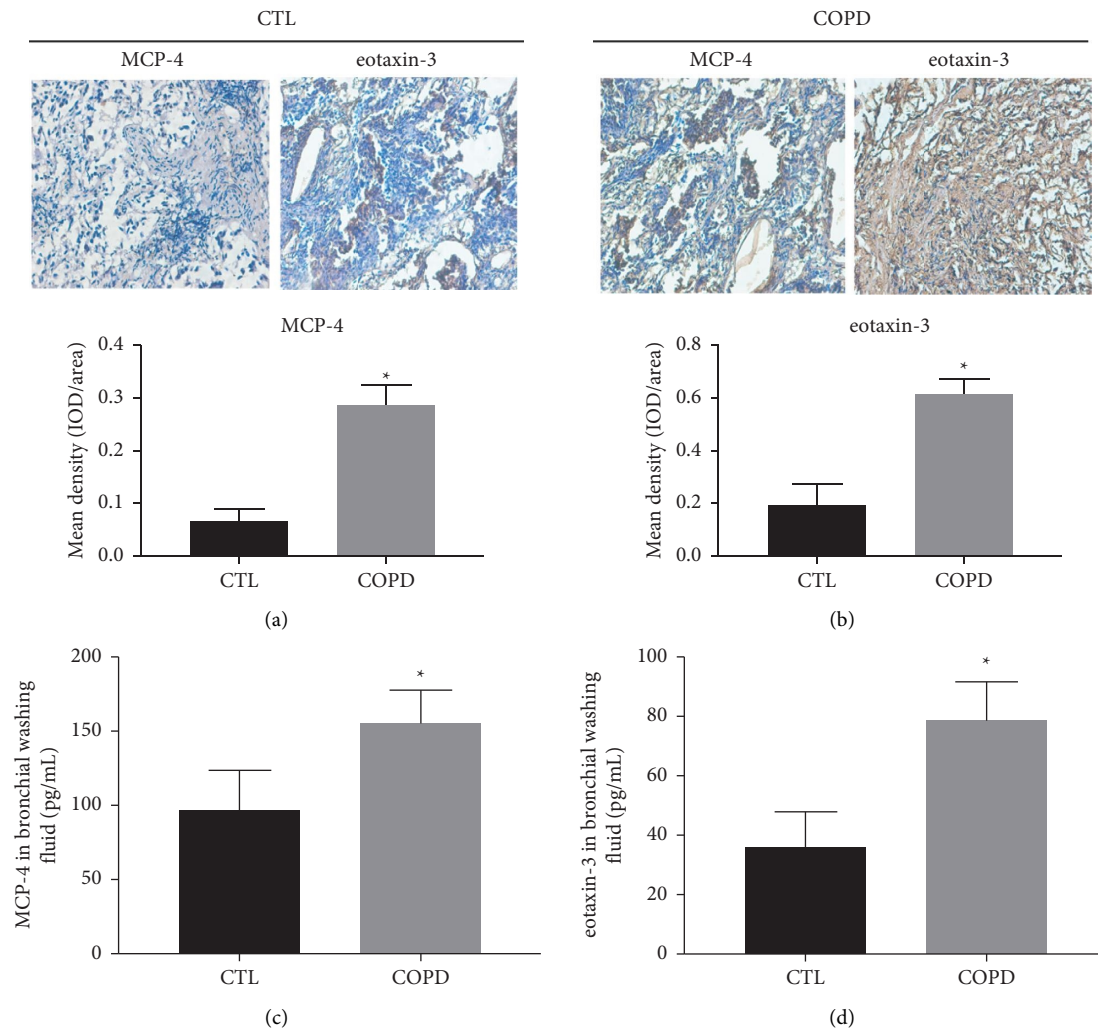 CTL
COPD
MCP-4
eotaxin-3
MCP-4
eotaxin-3
MCP-4
Mean density (IOD/area)
0.4
0.3
0.2
0.1
0.0
*
CTL
COPD
(a)
eotaxin-3
Mean density (IOD/area)
0.8
0.6
0.4
0.2
0.0
*
CTL
COPD
(b)
MCP-4 in bronchial washing
fluid (pg/mL)
200
150
100
50
0
*
CTL
COPD
(c)
eotaxin-3 in bronchial washing
fluid (pg/mL)
100
80
60
40
20
0
*
CTL
COPD
(d)